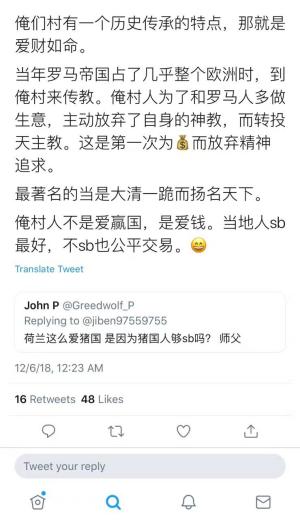 俺们村有一个历史传承的特点，那就是
爱财如命。
当年罗马帝国占了几乎整个欧洲时，到
俺村来传教。俺村人为了和罗马人多做
生意，主动放弃了自身的神教，而转投
天主教。这是第一次为💰而放弃精神
追求。
最著名的当是大清一跪而扬名天下。
俺村人不是爱赢国，是爱钱。当地人sb
最好，不sb也公平交易。😄
Translate Tweet
John P @Greedwolf_P
Replying to @jiben97559755
荷兰这么爱猪国 是因为猪国人够sb吗？ 师父
12/6/18, 12:23 AM
16 Retweets 48 Likes
Tweet your reply